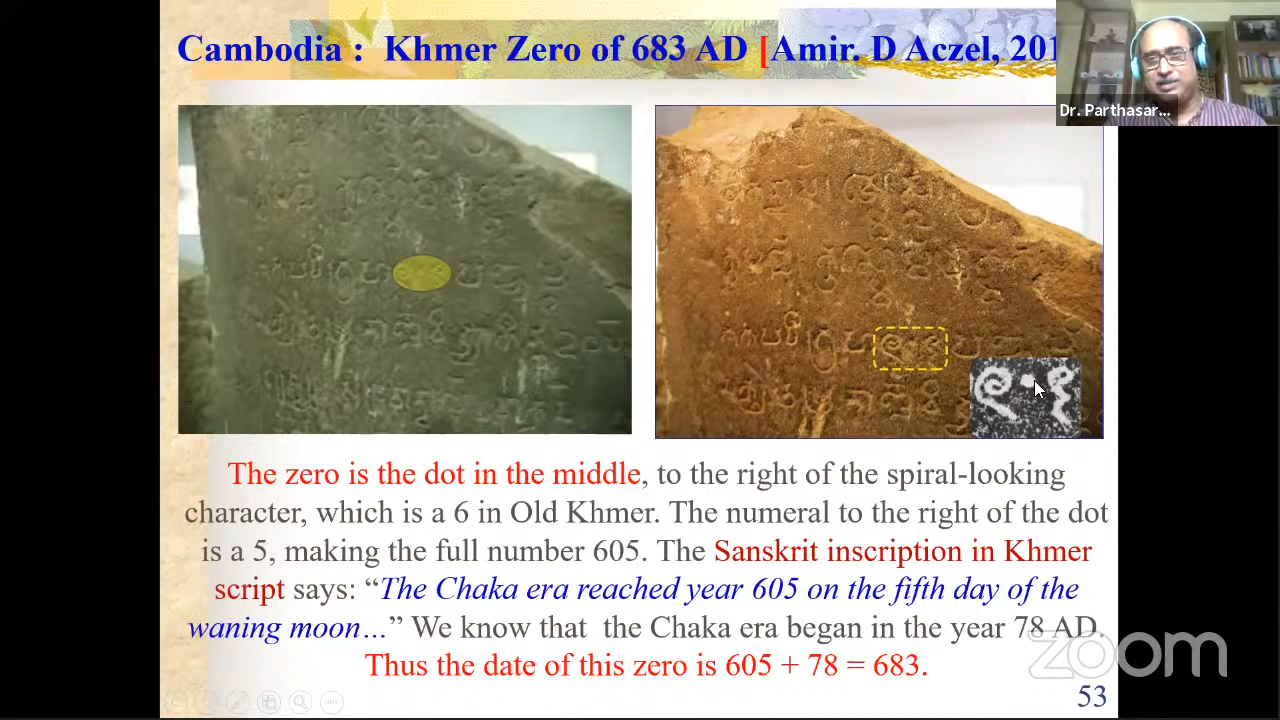 Cambodia :  Khmer Zero of 683 AD [Amir. D Aczel, 201
Dr. Parthasar...
The zero is the dot in the middle, to the right of the spiral-looking
character, which is a 6 in Old Khmer. The numeral to the right of the dot
is a 5, making the full number 605. The Sanskrit inscription in Khmer
script says: “The Chaka era reached year 605 on the fifth day of the
waning moon…” We know that  the Chaka era began in the year 78 AD.
Thus the date of this zero is 605 + 78 = 683.
zoom
53